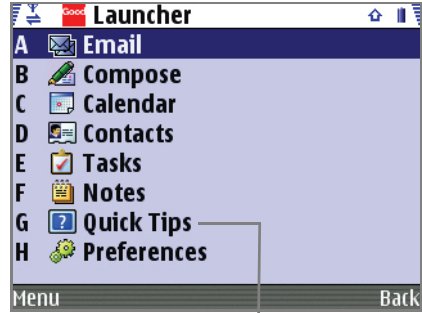 Good Launcher
A Email
B Compose
C Calendar
D Contacts
E Tasks
F Notes
G ? Quick Tips
H Preferences
Menu Back